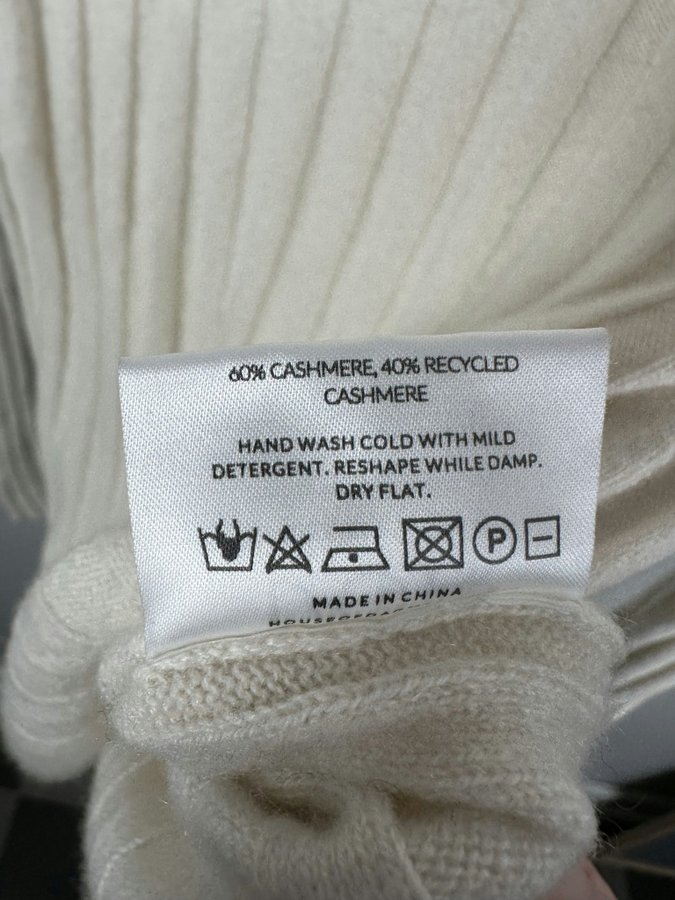 60% CASHMERE, 40% RECYCLED
CASHMERE
HAND WASH COLD WITH MILD
DETERGENT. RESHAPE WHILE DAMP.
DRY FLAT.
P
MADE IN CHINA